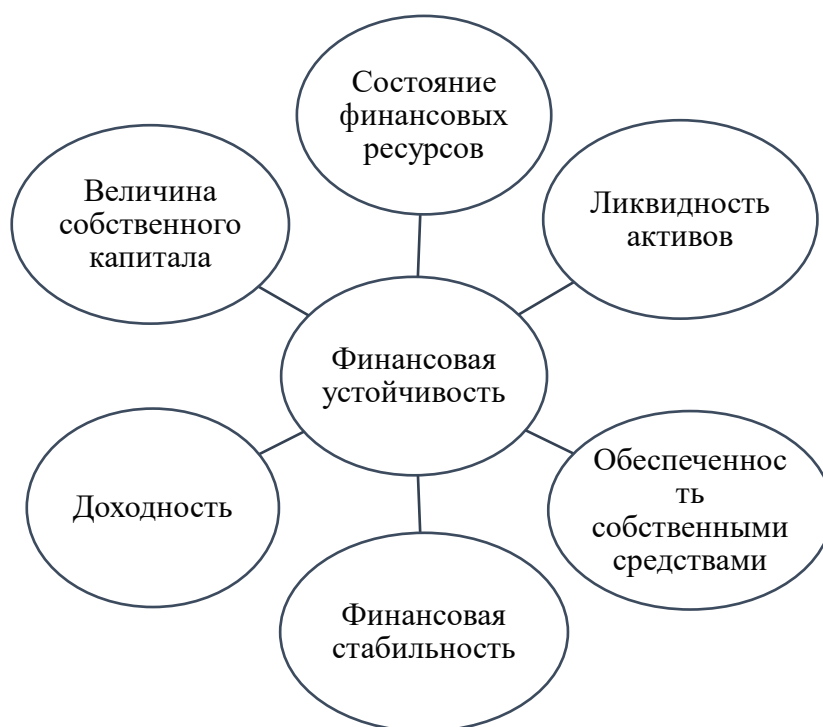 Состояние
финансовых
ресурсов
Величина
собственного
капитала
Ликвидность
активов
Финансовая
устойчивость
Доходность
Обеспеченнос
ть
собственными
средствами
Финансовая
стабильность